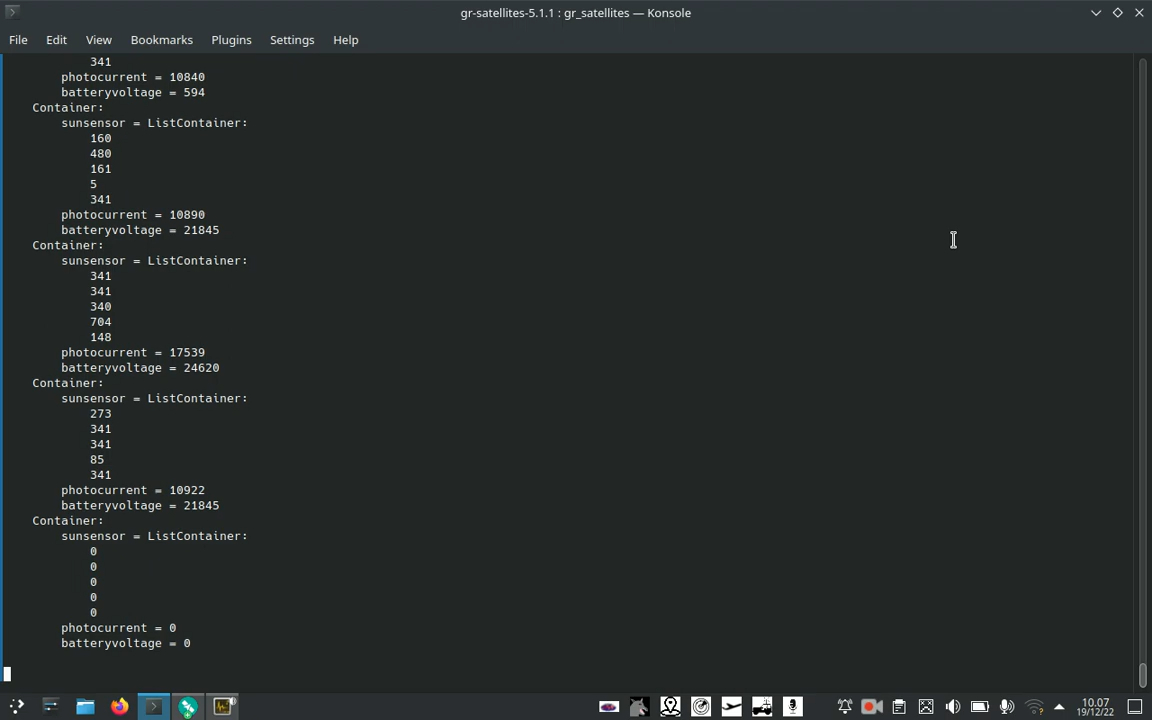 gr-satellites-5.1.1 : gr_satellites — Konsole
File Edit View Bookmarks Plugins Settings Help
341
photocurrent = 10840
batteryvoltage = 594
Container:
sunsensor = ListContainer:
160
480
161
5
341
photocurrent = 10890
batteryvoltage = 21845
Container:
sunsensor = ListContainer:
341
341
340
704
148
photocurrent = 17539
batteryvoltage = 24620
Container:
sunsensor = ListContainer:
273
341
341
85
341
photocurrent = 10922
batteryvoltage = 21845
Container:
sunsensor = ListContainer:
0
0
0
0
0
photocurrent = 0
batteryvoltage = 0
10.07
19/12/22